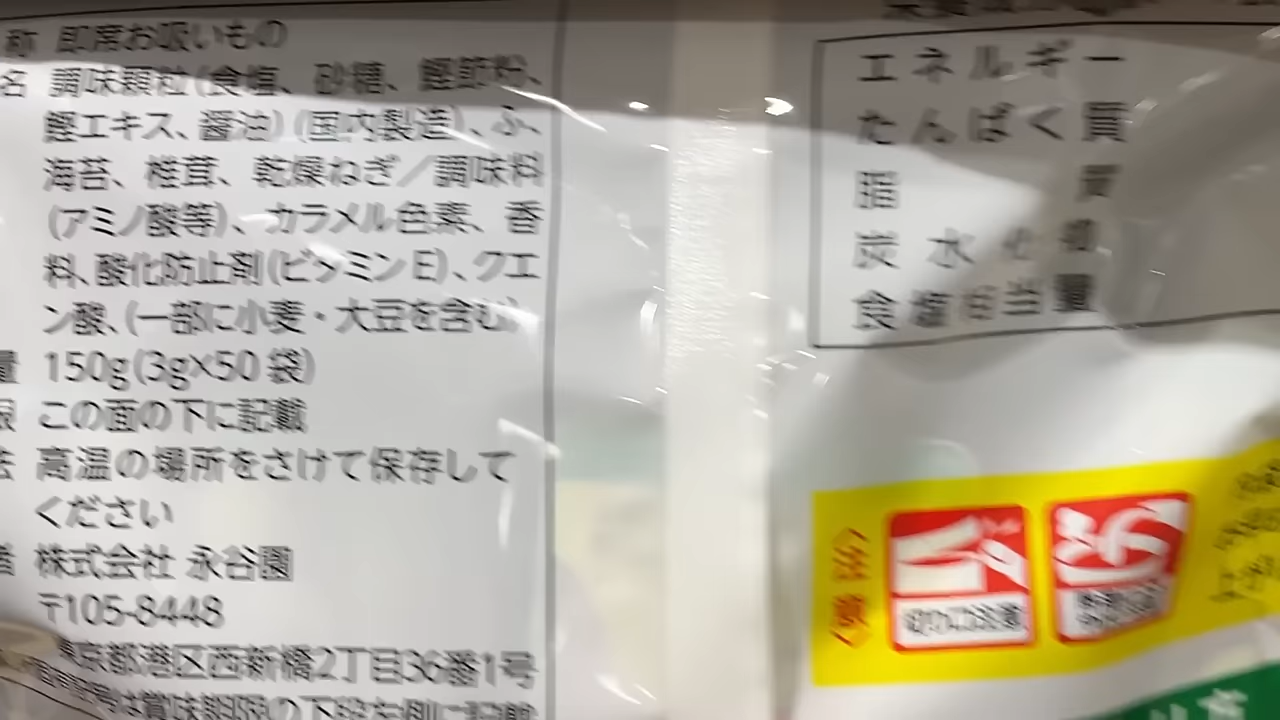 称 即席お吸いもの
名 調味顆粒(食塩、砂糖、鰹節粉、
鰹エキス、醤油)(国内製造)、ふ、
海苔、椎茸、乾燥ねぎ／調味料
(アミノ酸等)、カラメル色素、香
料、酸化防止剤(ビタミンE)、クエ
ン酸、(一部に小麦・大豆を含む)
量 150g(3g×50袋)
限 この面の下に記載
法 高温の場所をさけて保存して
ください
者 株式会社 永谷園
〒105-8448
東京都港区西新橋2丁目36番1号
は賞味期限の下段左側に記載
エネルギー
たんぱく質
脂質
炭水化物
食塩相当量
〈注意〉
切り口注意